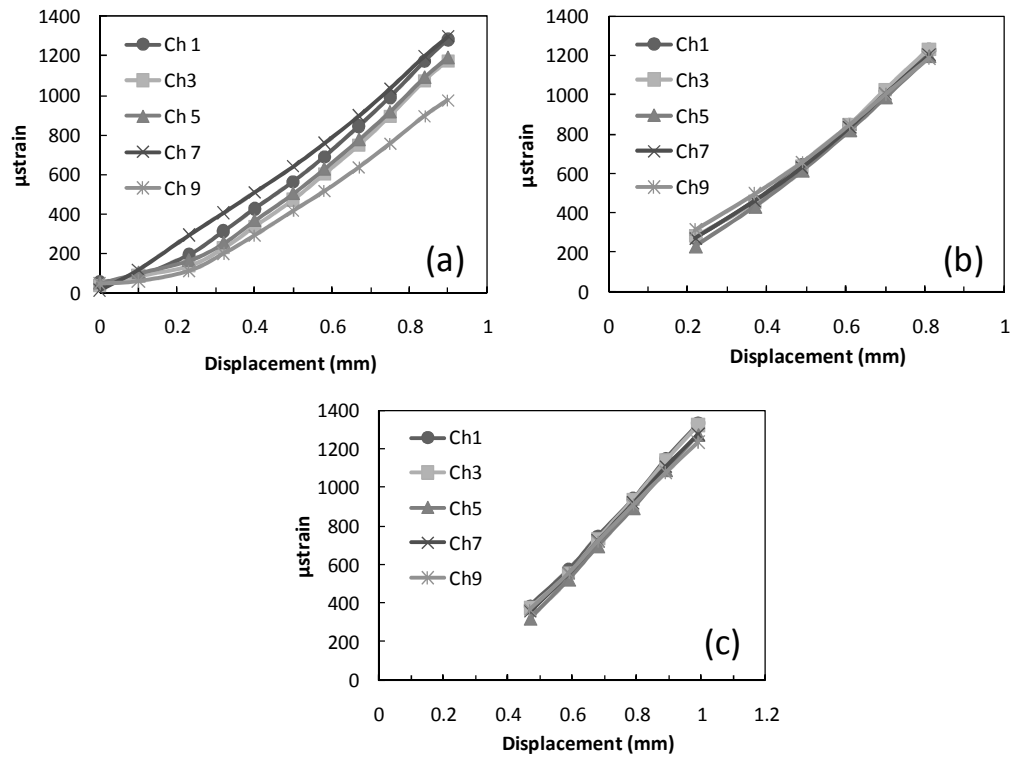 1400
1200
1000
800
600
400
200
0
µstrain
Ch 1
Ch3
Ch 5
Ch 7
Ch 9
(a)
0 0.2 0.4 0.6 0.8 1
Displacement (mm)
1400
1200
1000
800
600
400
200
0
µstrain
Ch1
Ch3
Ch5
Ch7
Ch9
(b)
0 0.2 0.4 0.6 0.8 1
Displacement (mm)
1400
1200
1000
800
600
400
200
0
µstrain
Ch1
Ch3
Ch5
Ch7
Ch9
(c)
0 0.2 0.4 0.6 0.8 1 1.2
Displacement (mm)